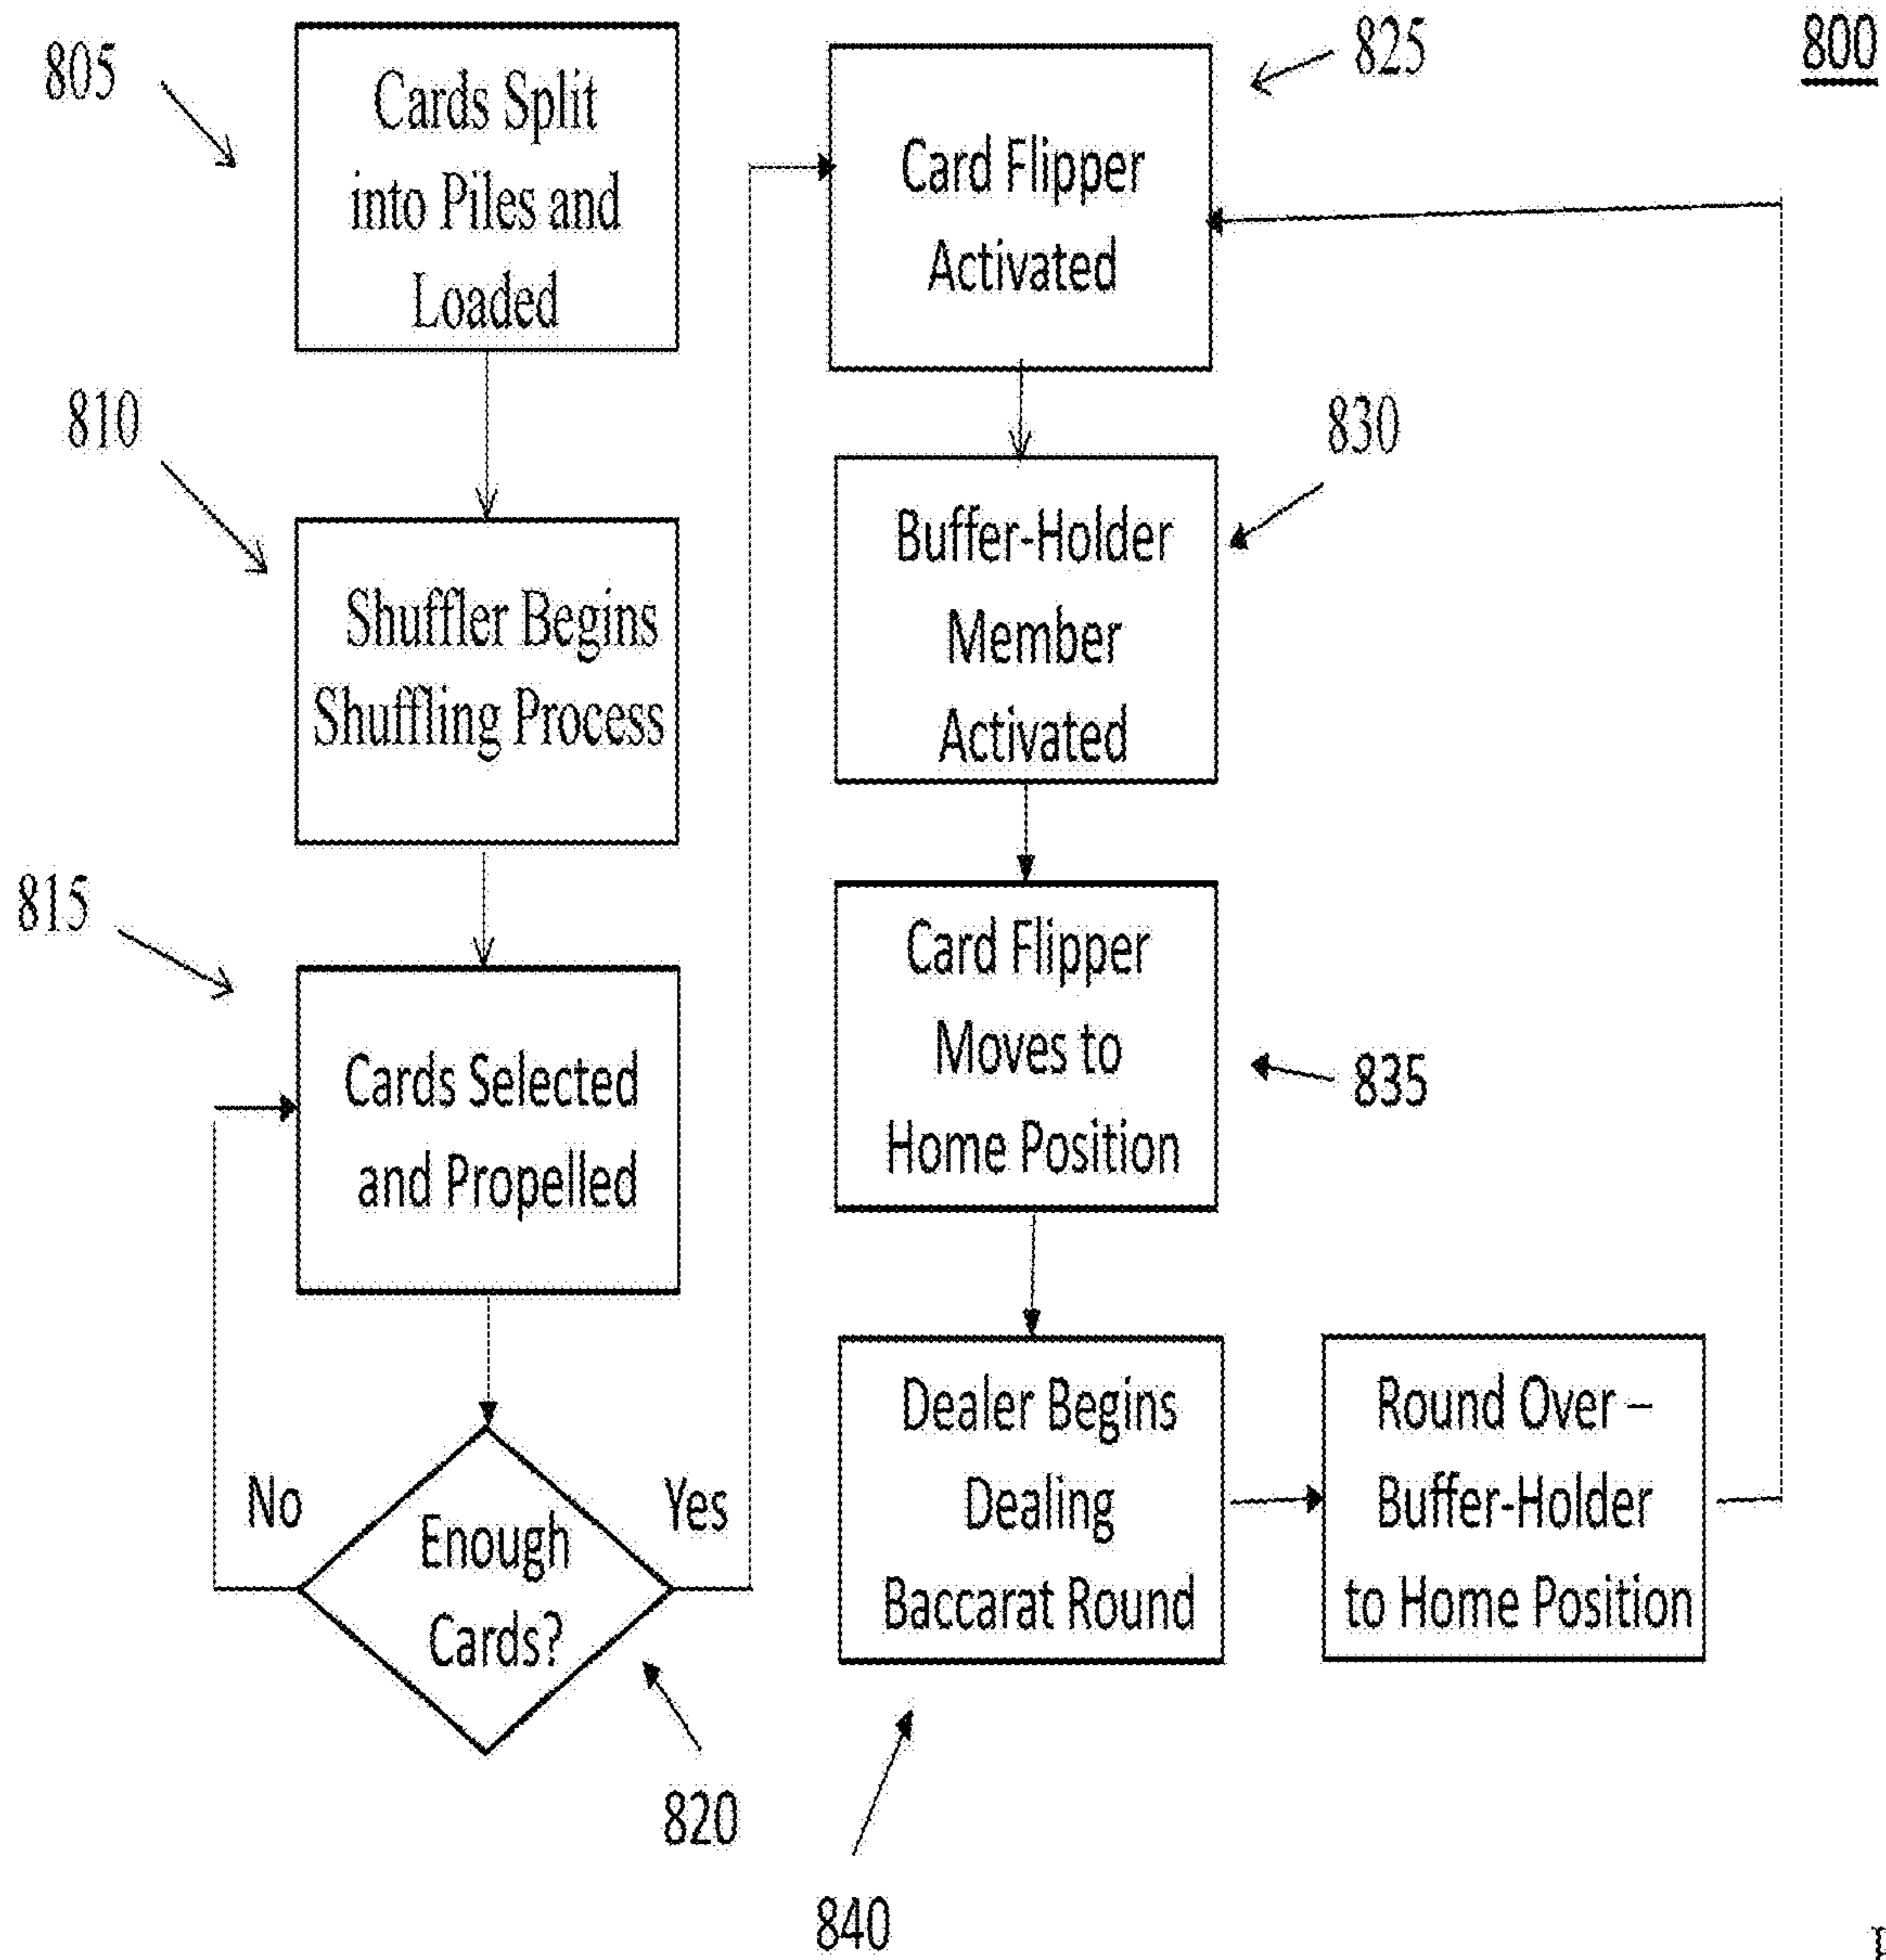 800
805
Cards Split
into Piles and
Loaded
810
Shuffler Begins
Shuffling Process
815
Cards Selected
and Propelled
No
Yes
Enough
Cards?
820
825
Card Flipper
Activated
830
Buffer-Holder
Member
Activated
Card Flipper
Moves to
Home Position
835
Dealer Begins
Dealing
Baccarat Round
840
Round Over –
Buffer-Holder
to Home Position